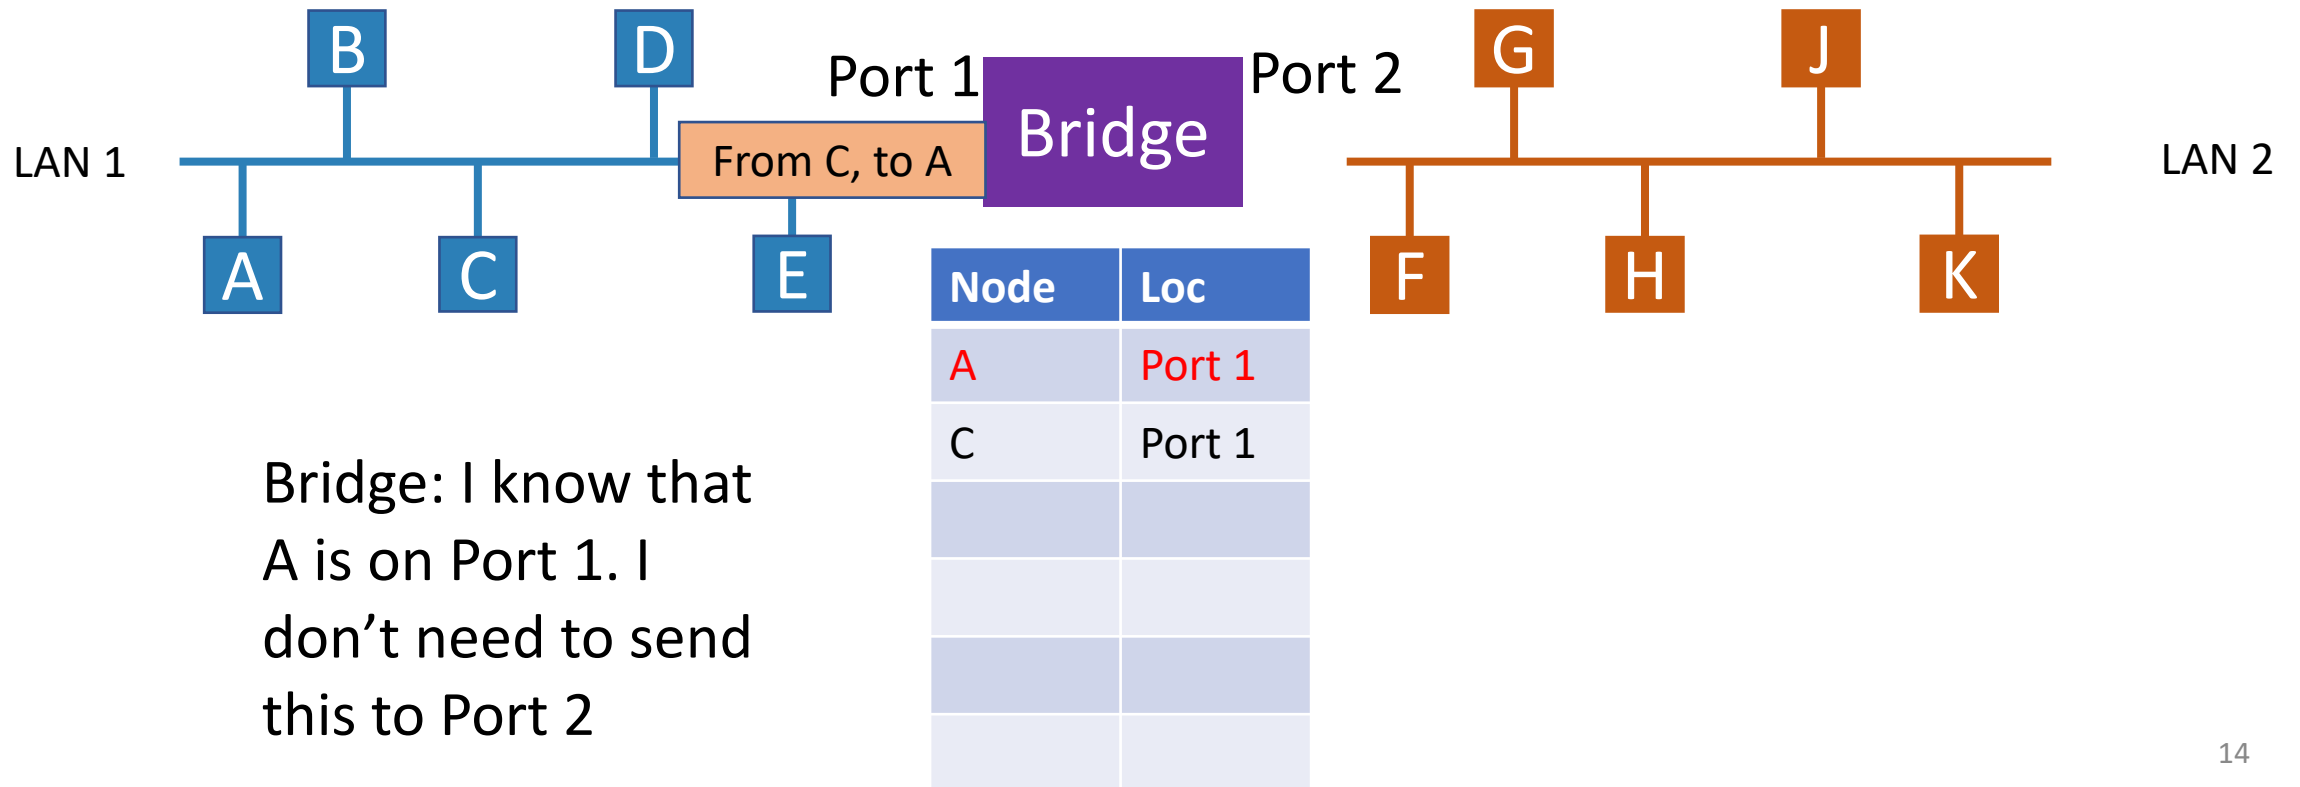 B
D
G
J
Port 1
Port 2
Bridge
LAN 1
From C, to A
LAN 2
A
C
E
F
H
K
Node Loc
A Port 1
C Port 1
Bridge: I know that
A is on Port 1. I
don’t need to send
this to Port 2
14